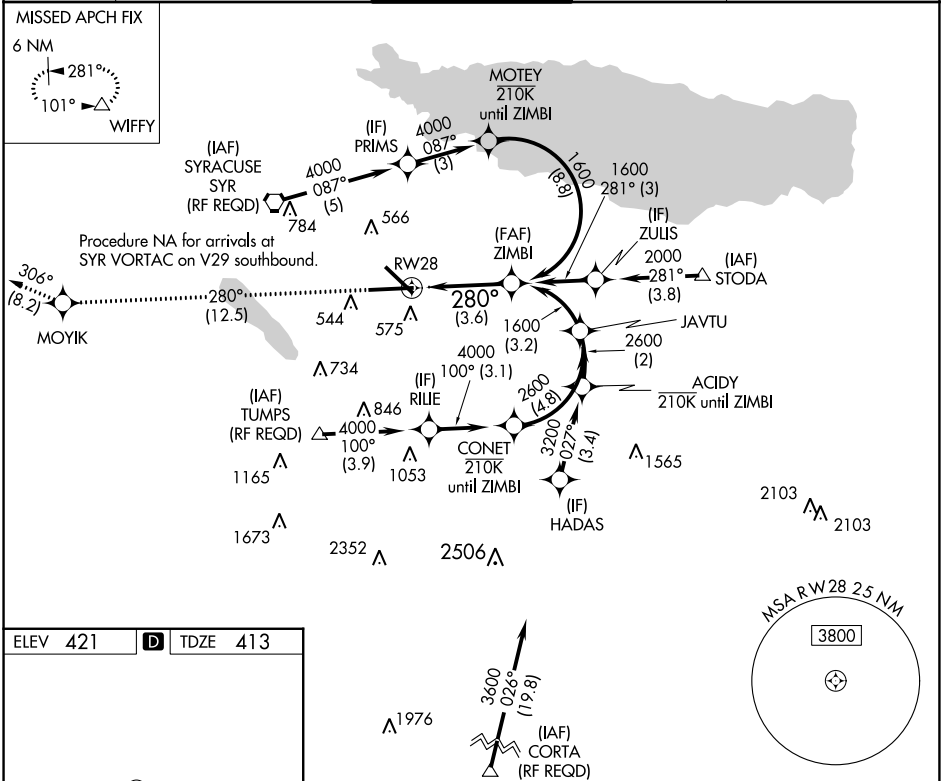 MISSED APCH FIX
6 NM
281°
101°
WIFFY
MOTEY
210K
until ZIMBI
(IF)
PRIMS
4000
087°
(3)
(IAF)
SYRACUSE
SYR
(RF REQD)
4000
087°
(5)
784
566
1600
(8.8)
1600
281° (3)
(IF)
ZULIS
2000
281°
(3.8)
(IAF)
STODA
Procedure NA for arrivals at
SYR VORTAC on V29 southbound.
(FAF)
ZIMBI
RW28
306°
(8.2)
MOYIK
280°
(12.5)
544
575
280°
(3.6)
1600
(3.2)
JAVTU
2600
(2)
734
846
(IAF)
TUMPS
(RF REQD)
4000
100°
(3.9)
(IF)
RILIE
4000
100° (3.1)
2600
(4.8)
ACIDY
210K until ZIMBI
CONET
210K
until ZIMBI
3200
027°
(3.4)
(IF)
HADAS
1165
1053
1565
1673
2352
2506
2103
2103
MSA RW28 25 NM
3800
ELEV 421 D TDZE 413
3600
026°
(19.8)
1976
(IAF)
CORTA
(RF REQD)